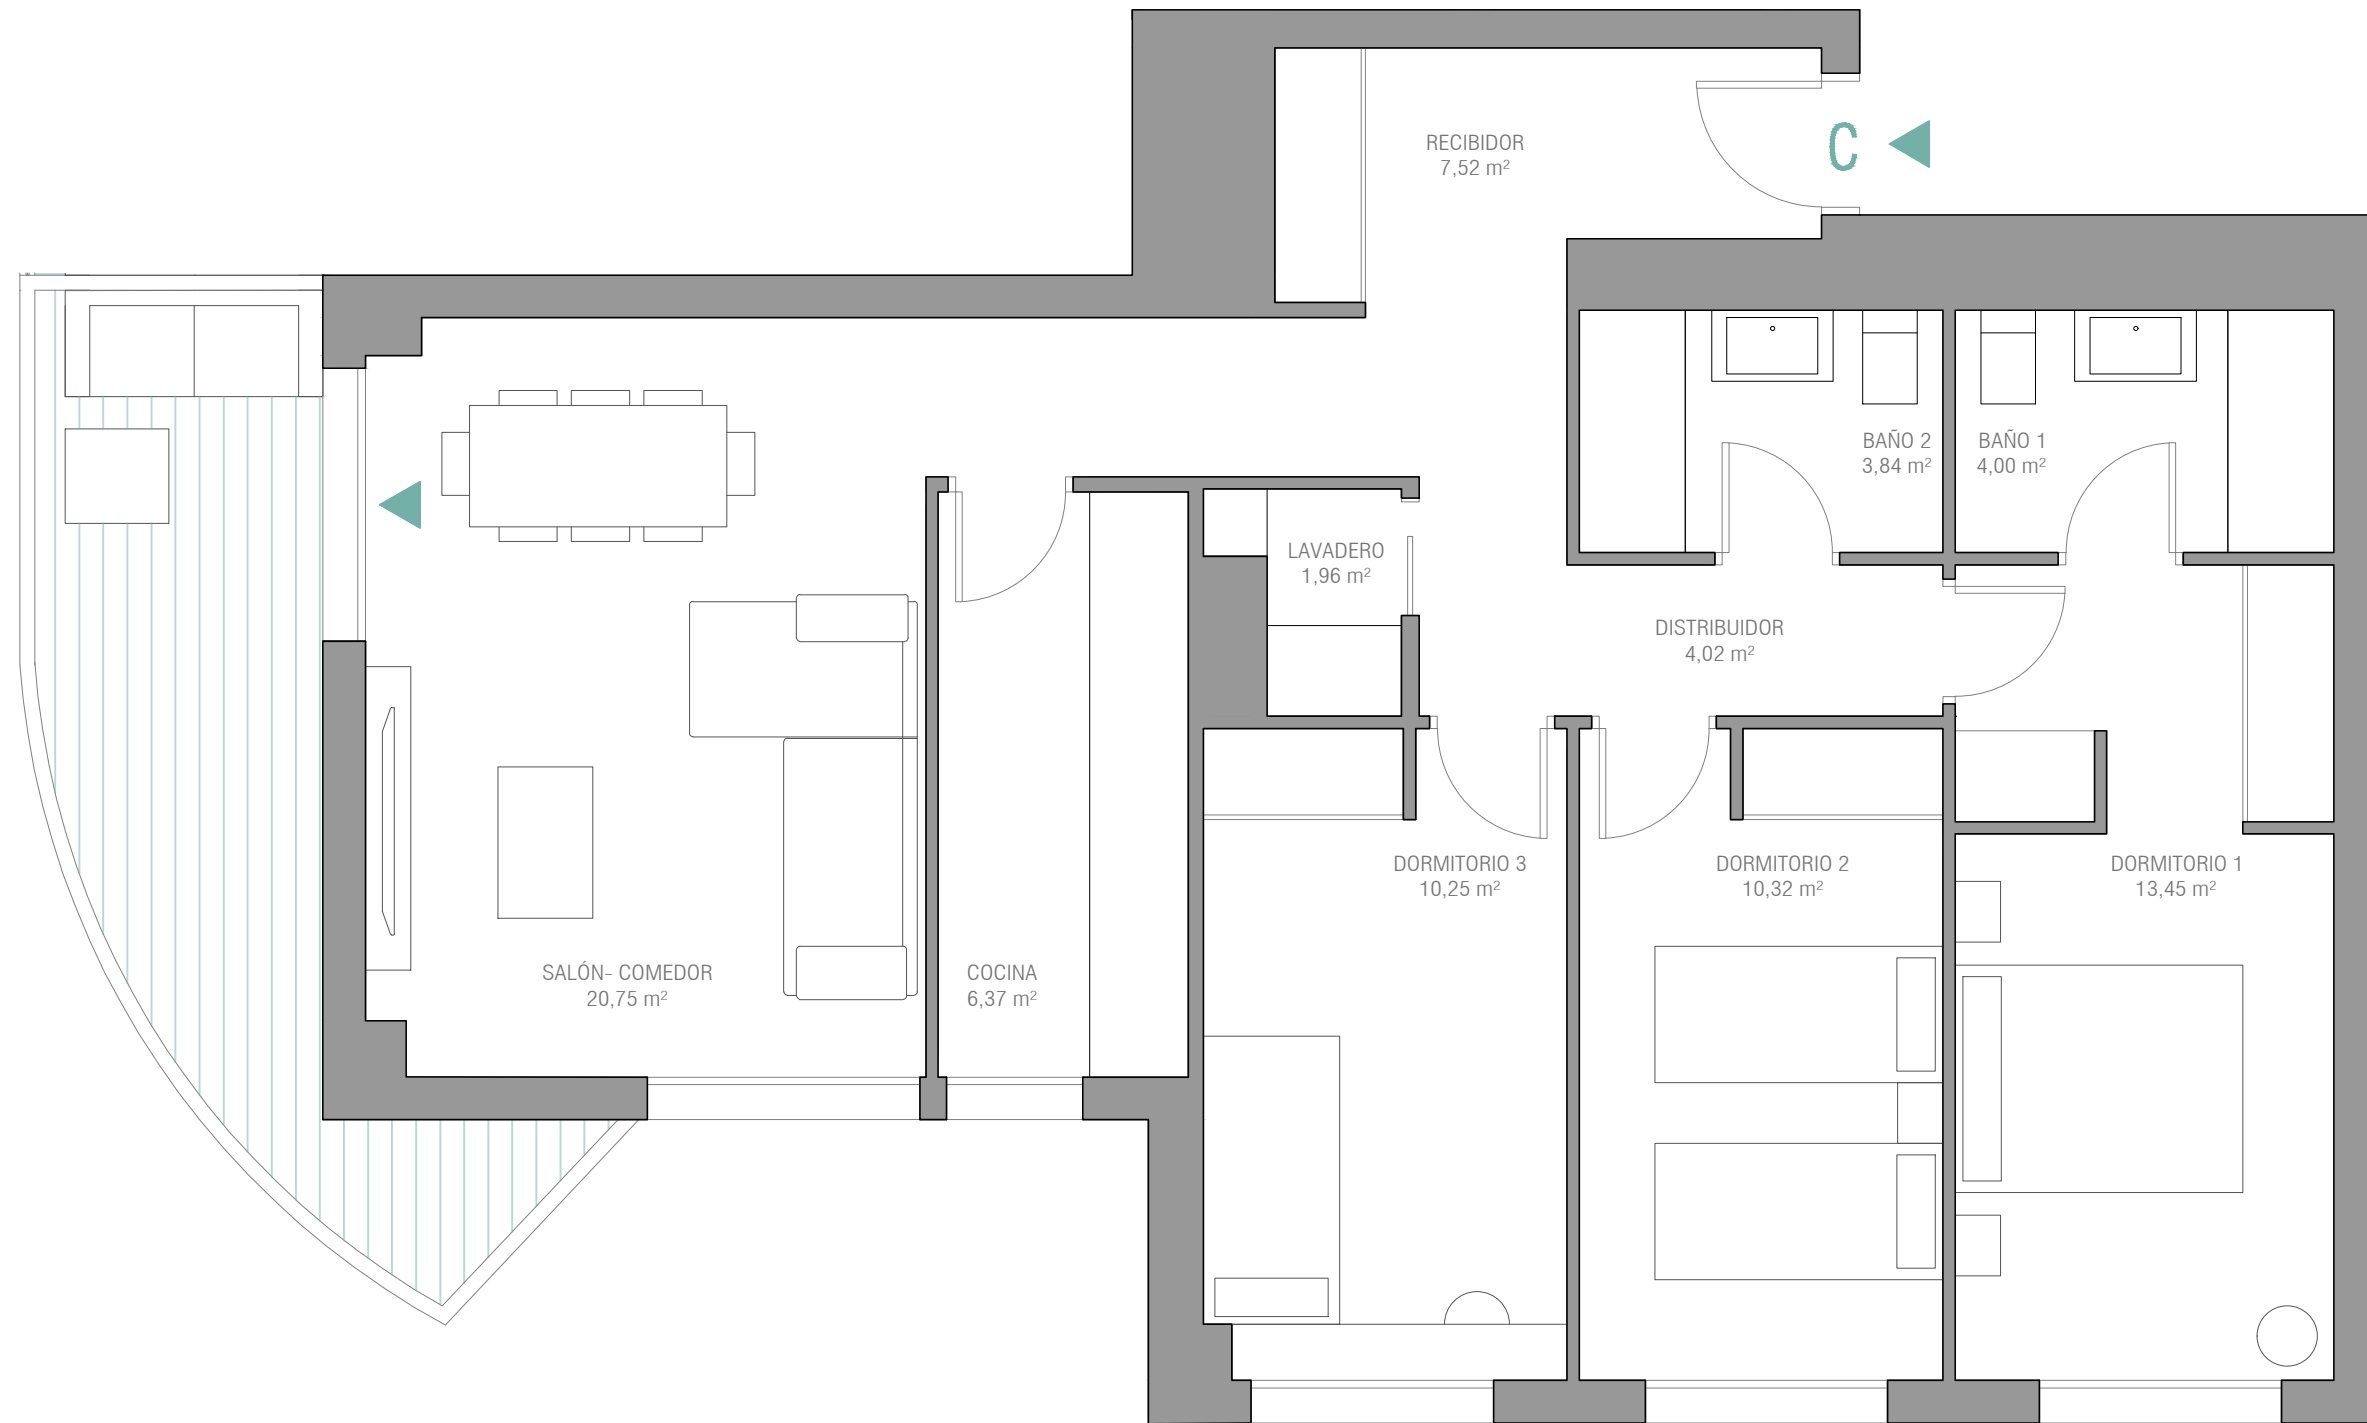 RECIBIDOR
7,52 m²
C
BAÑO 2
3,84 m²
BAÑO 1
4,00 m²
LAVADERO
1,96 m²
DISTRIBUIDOR
4,02 m²
DORMITORIO 3
10,25 m²
DORMITORIO 2
10,32 m²
DORMITORIO 1
13,45 m²
SALÓN- COMEDOR
20,75 m²
COCINA
6,37 m²